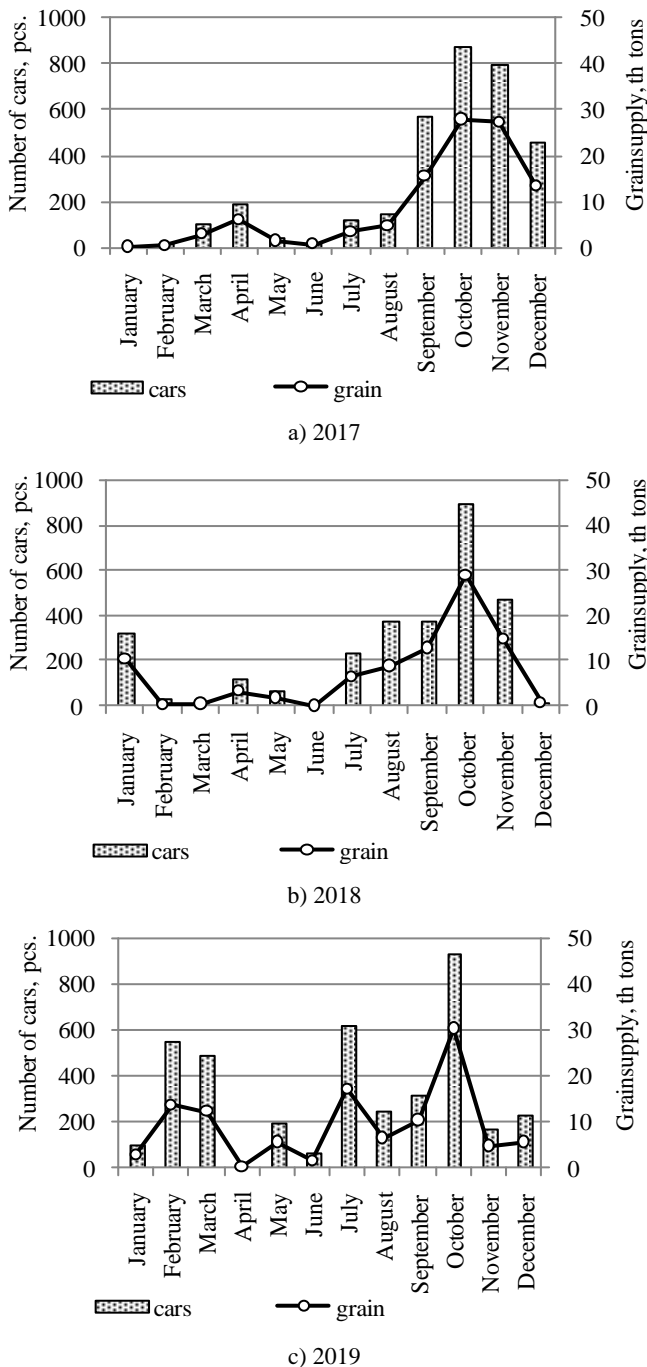 Number of cars, pcs.
1000
800
600
400
200
0
50
40
30
20
10
0
Grainsupply, th tons
January
February
March
April
May
June
July
August
September
October
November
December
cars
grain
a) 2017
Number of cars, pcs.
1000
800
600
400
200
0
50
40
30
20
10
0
Grainsupply, th tons
January
February
March
April
May
June
July
August
September
October
November
December
cars
grain
b) 2018
Number of cars, pcs.
1000
800
600
400
200
0
50
40
30
20
10
0
Grainsupply, th tons
January
February
March
April
May
June
July
August
September
October
November
December
cars
grain
c) 2019